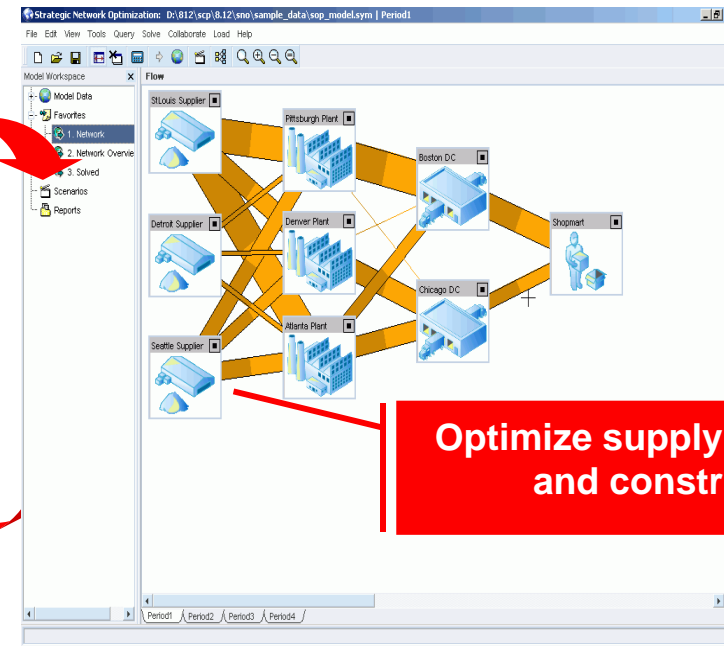 Strategic Network Optimization: D:\812\scp\8.12\sno\sample_data\sop_model.sym | Period1
File Edit View Tools Query Solve Collaborate Load Help
Model Workspace x Flow
Model Data
Favorites
1. Network
2. Network Overvie
3. Solved
Scenarios
Reports
StLouis Supplier
Pittsburgh Plant
Boston DC
Detroit Supplier
Denver Plant
Shopmart
Chicago DC
Seattle Supplier
Atlanta Plant
Optimize supply
and constr
Period1 Period2 Period3 Period4